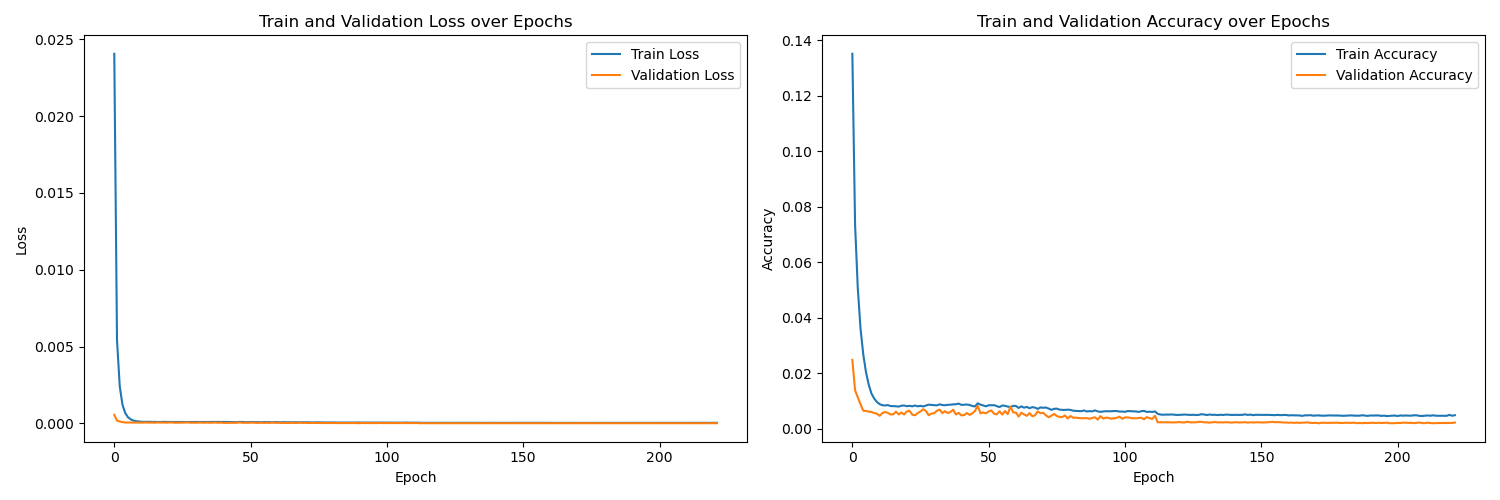 Train and Validation Loss over Epochs
0.025
0.020
0.015
0.010
0.005
0.000
Loss
0
50
100
150
200
Epoch
Train Loss
Validation Loss
Train and Validation Accuracy over Epochs
0.14
0.12
0.10
0.08
0.06
0.04
0.02
0.00
Accuracy
0
50
100
150
200
Epoch
Train Accuracy
Validation Accuracy